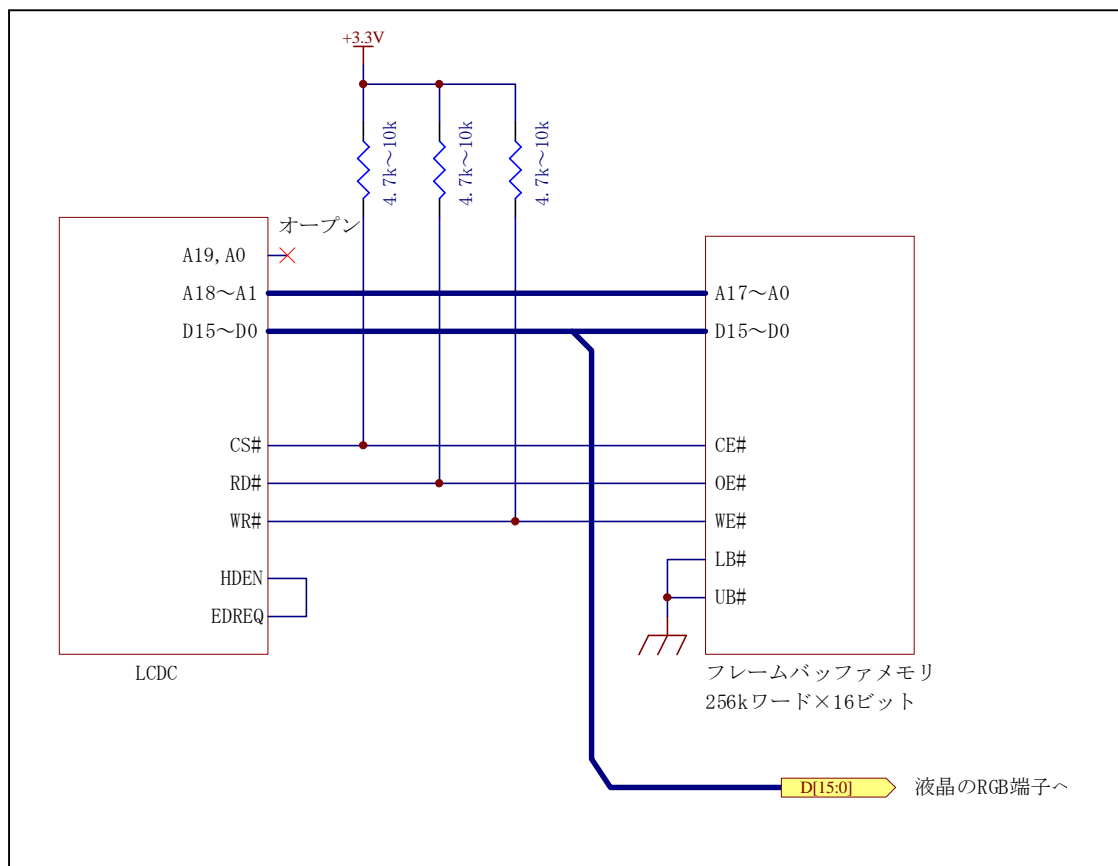 +3.3V
4.7k～10k
4.7k～10k
4.7k～10k
オープン
A19,A0
A18～A1
D15～D0
CS#
RD#
WR#
HDEN
EDREQ
LCDC
A17～A0
D15～D0
CE#
OE#
WE#
LB#
UB#
フレームバッファメモリ
256kワード×16ビット
D[15:0]
液晶のRGB端子へ